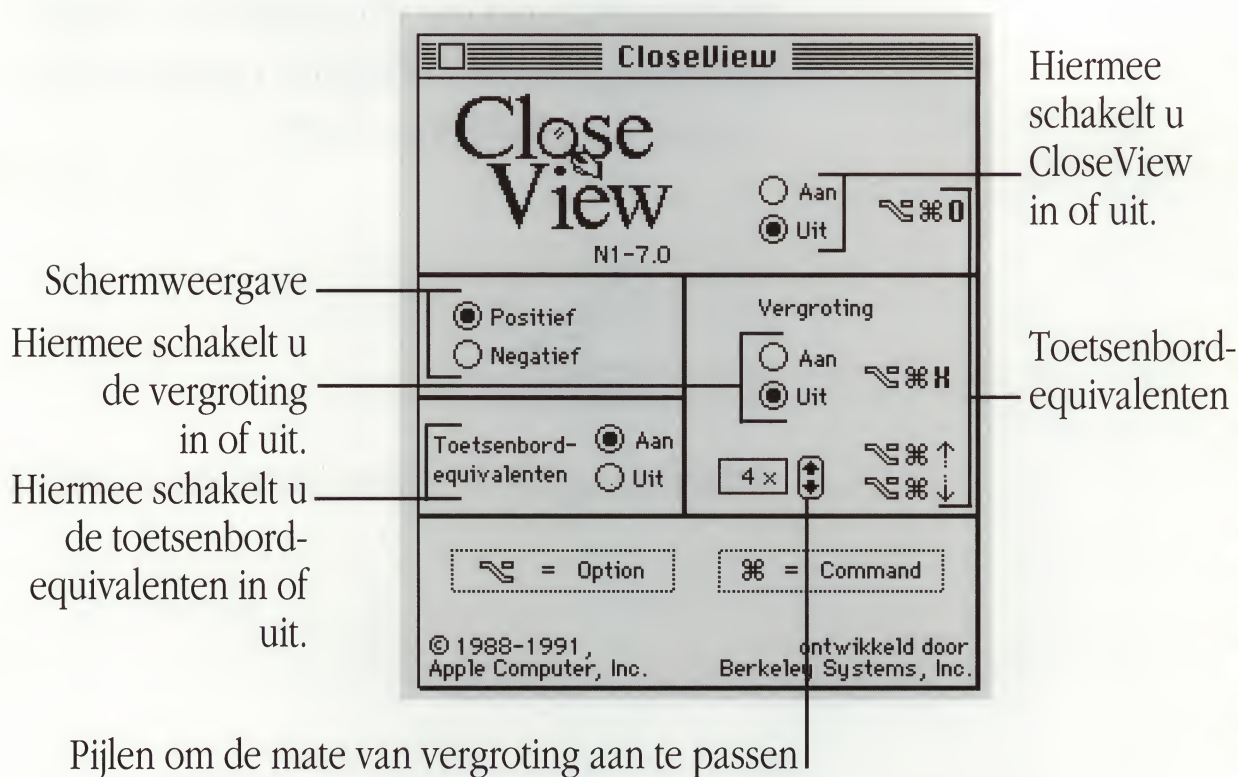 CloseView
Close
View
N1-7.0
Aan
Uit
⌥⌘O
Hiermee
schakelt u
CloseView
in of uit.
Schermweergave
Positief
Negatief
Hiermee schakelt u
de vergroting
in of uit.
Vergroting
Aan
Uit
⌥⌘X
Toetsenbord-
equivalenten
Toetsenbord-
equivalenten
Aan
Uit
4 ×
⌥⌘↑
⌥⌘↓
Hiermee schakelt u
de toetsenbord-
equivalenten in of
uit.
⌥ = Option
⌘ = Command
© 1988-1991,
Apple Computer, Inc.
ontwikkeld door
Berkeley Systems, Inc.
Pijlen om de mate van vergroting aan te passen